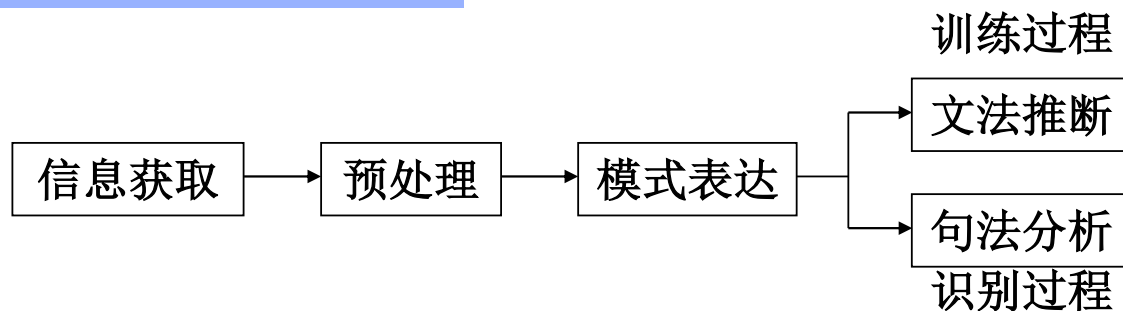 训练过程
文法推断
信息获取
预处理
模式表达
句法分析
识别过程